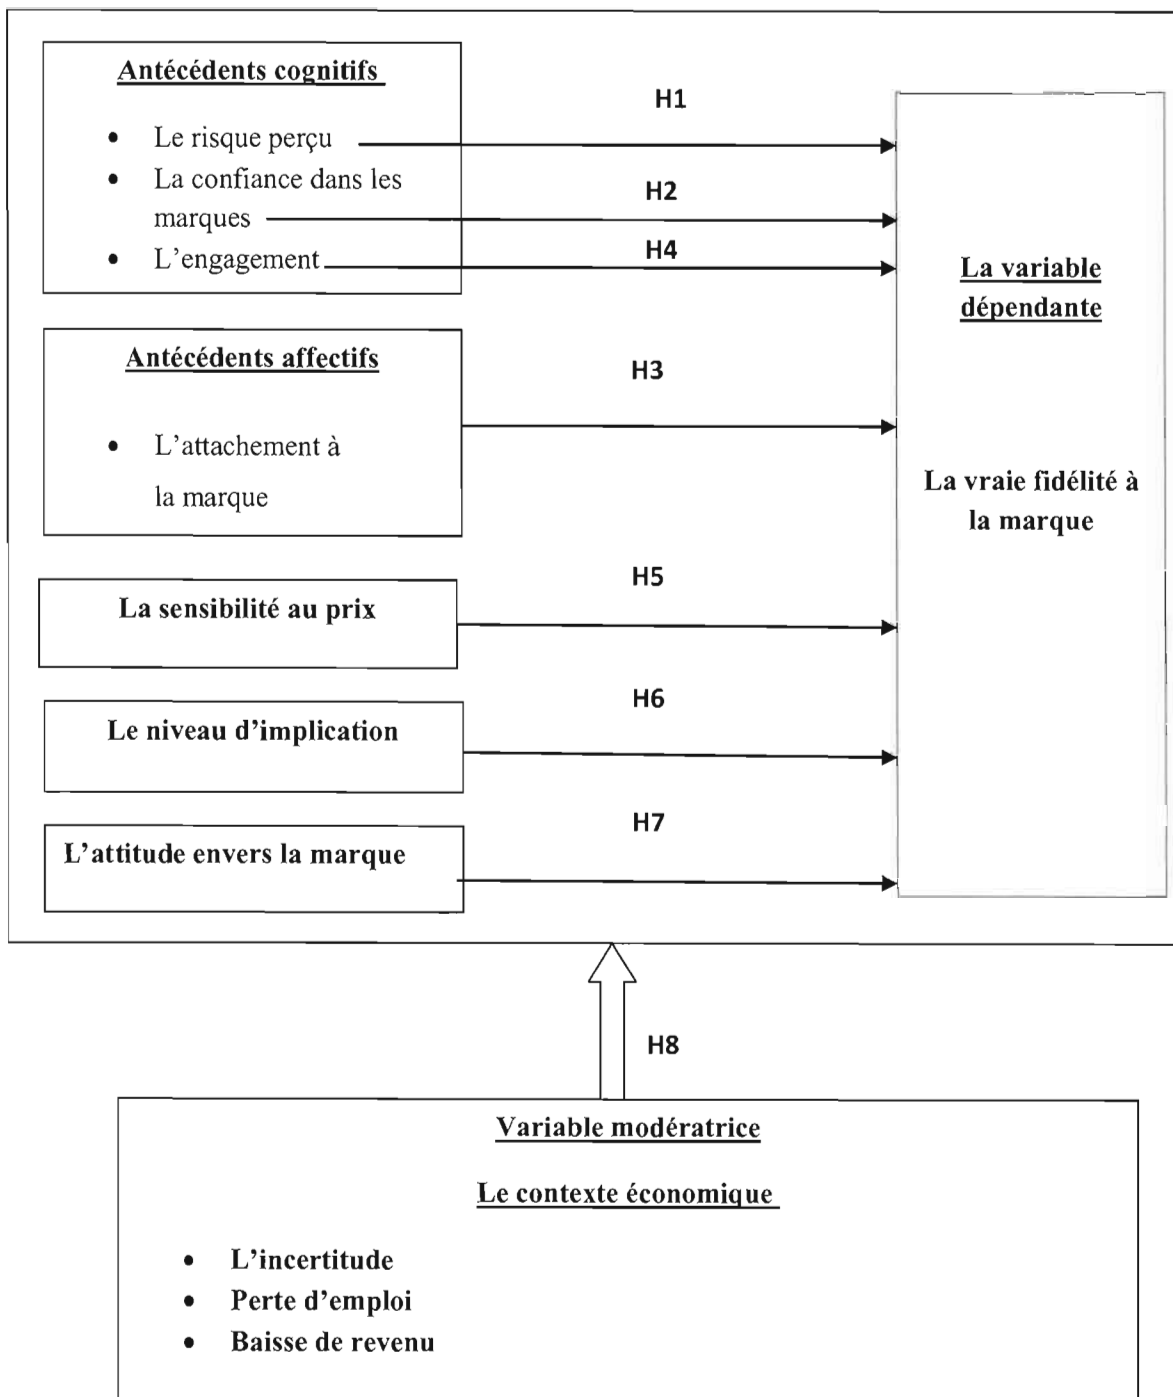 Antécédents cognitifs
• Le risque perçu
• La confiance dans les
marques
• L'engagement
H1
H2
H4
Antécédents affectifs
• L'attachement à
la marque
H3
La sensibilité au prix
H5
Le niveau d'implication
H6
L'attitude envers la marque
H7
La variable
dépendante
La vraie fidélité à
la marque
H8
Variable modératrice
Le contexte économique
• L'incertitude
• Perte d'emploi
• Baisse de revenu